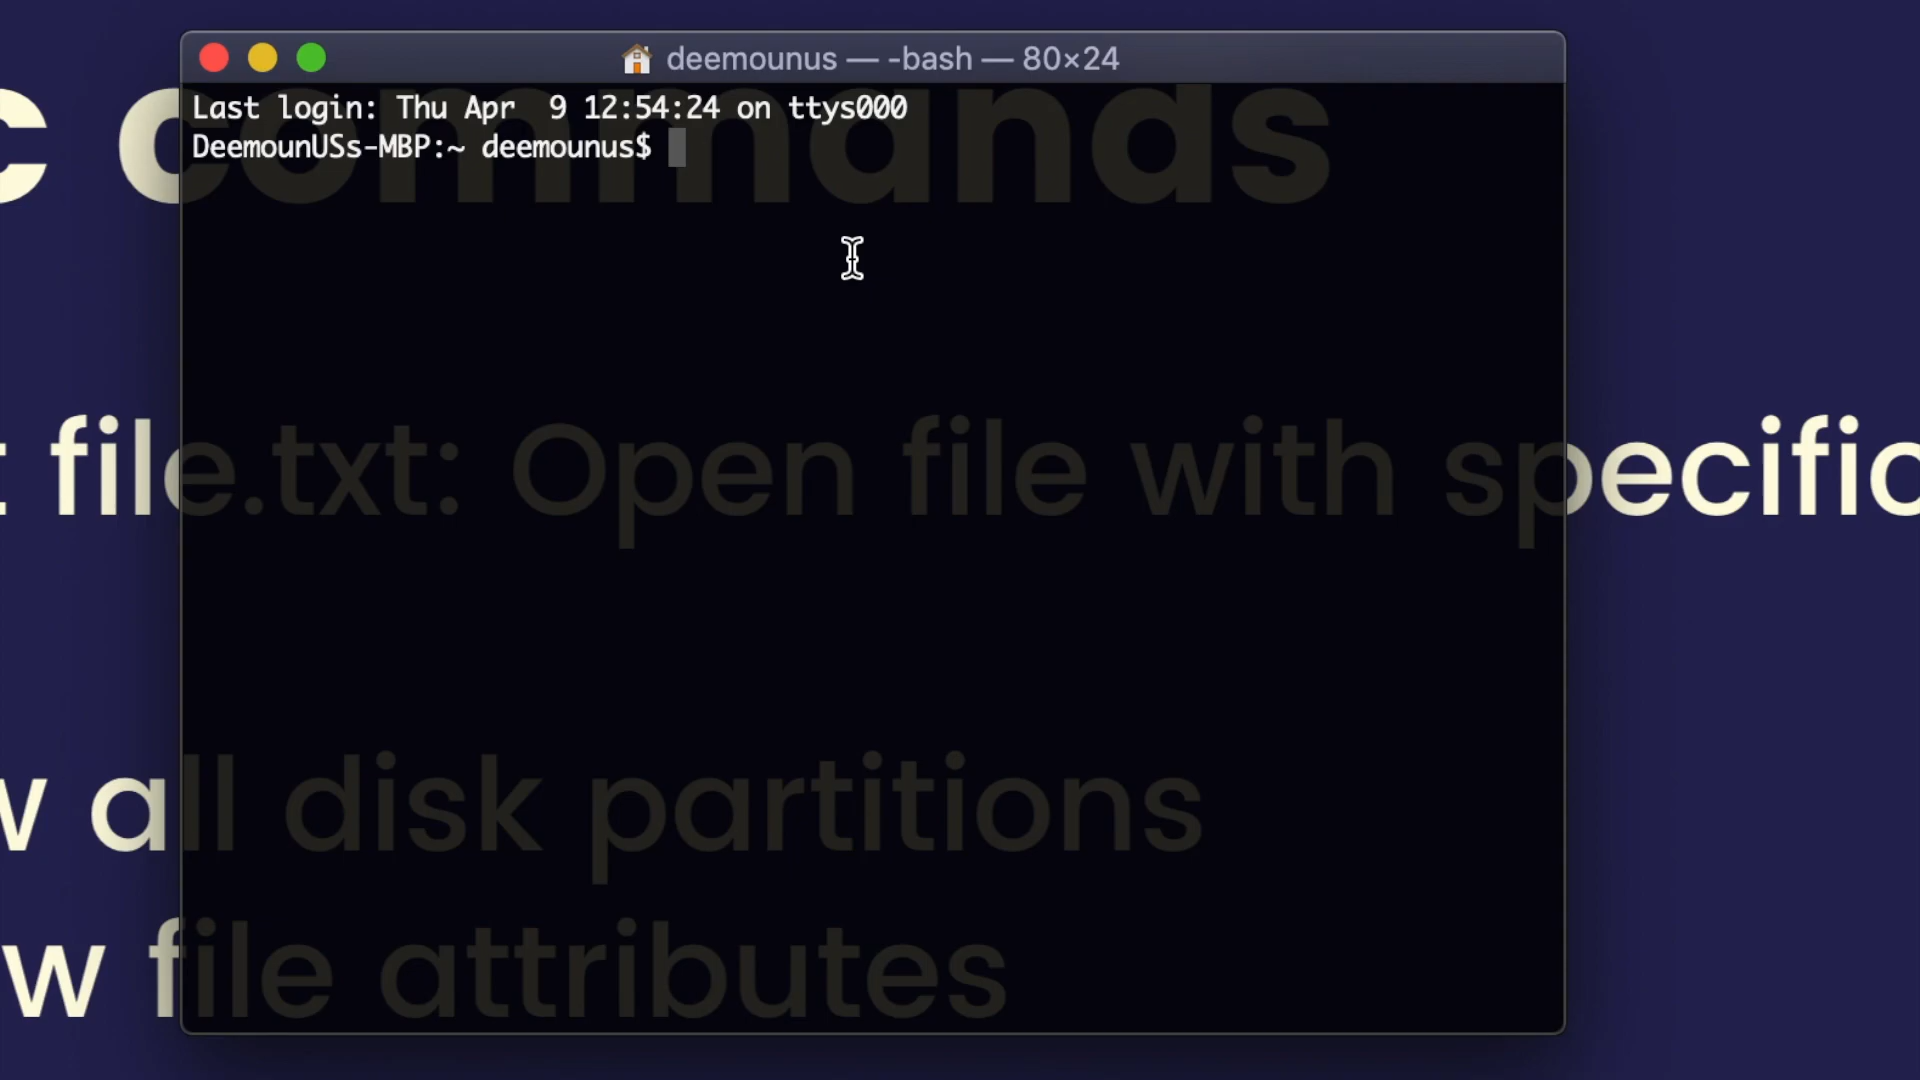 deemounus — -bash — 80×24
Last login: Thu Apr  9 12:54:24 on ttys000
DeemounUSs-MBP:~ deemounus$
c commands
file.txt: Open file with specific
w all disk partitions
w file attributes